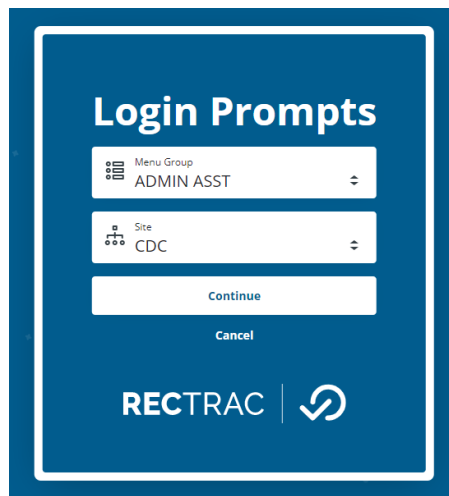 Login Prompts
Menu Group
ADMIN ASST
Site
CDC
Continue
Cancel
RECTRAC